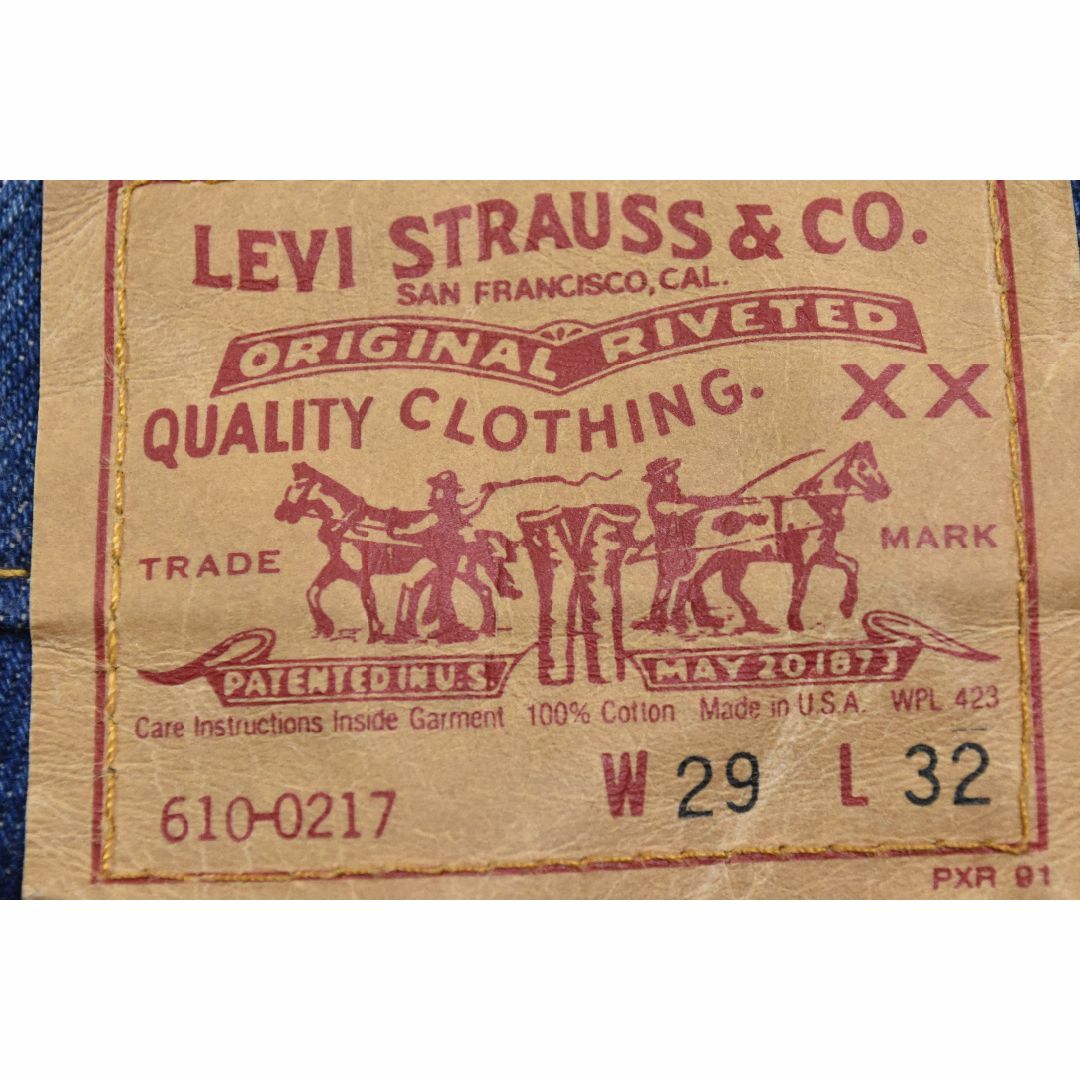 LEVI STRAUSS & CO.
SAN FRANCISCO, CAL.
ORIGINAL RIVETED
QUALITY CLOTHING. XX
TRADE MARK
PATENTED IN U.S. MAY 20 1873
Care Instructions Inside Garment 100% Cotton Made in U.S.A. WPL 423
610-0217 W 29 L 32
PXR 91